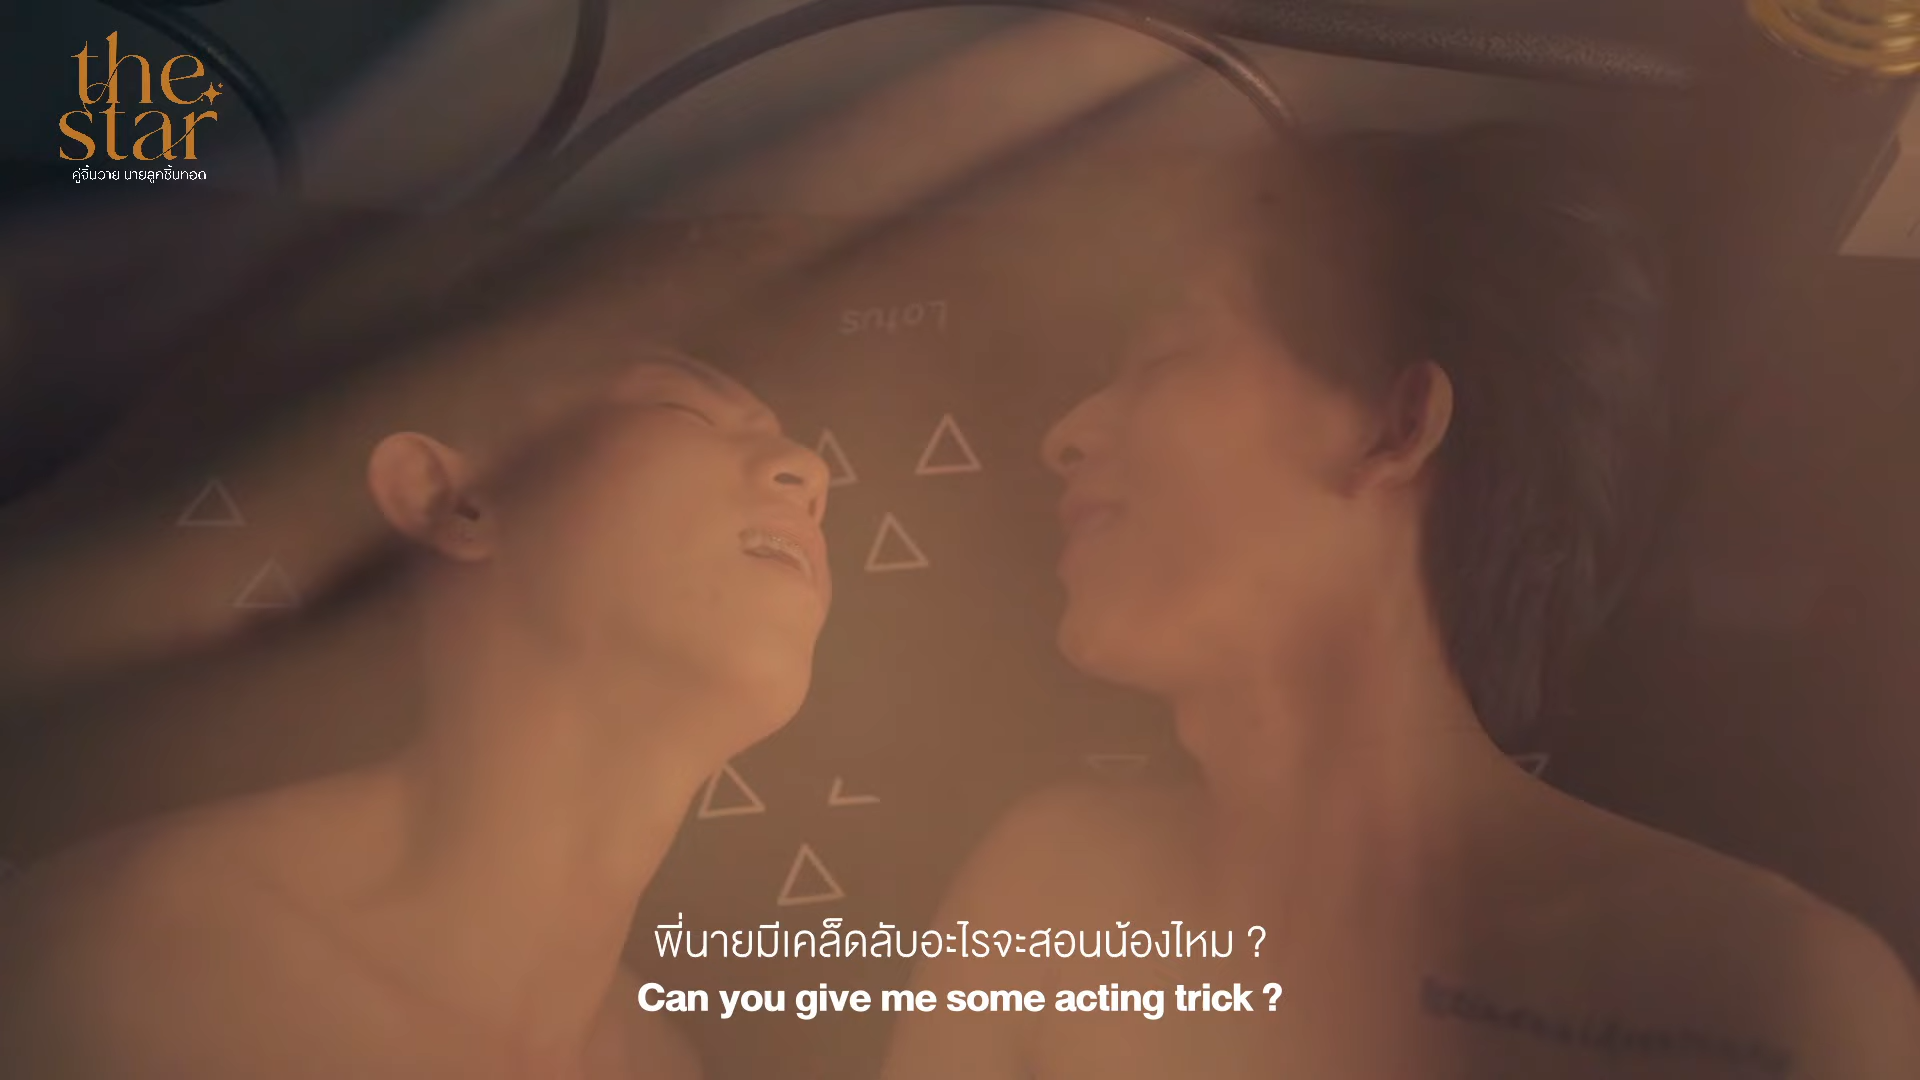 the
star
คู่จิ้นวาย นายลูกชิ้นทอด
Lotus
พี่นายมีเคล็ดลับอะไรจะสอนน้องไหม ?
Can you give me some acting trick ?